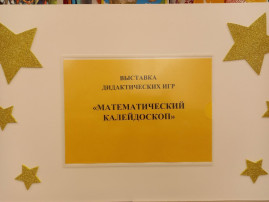 ВЫСТАВКА
ДИДАКТИЧЕСКИХ ИГР
«МАТЕМАТИЧЕСКИЙ
КАЛЕЙДОСКОП»